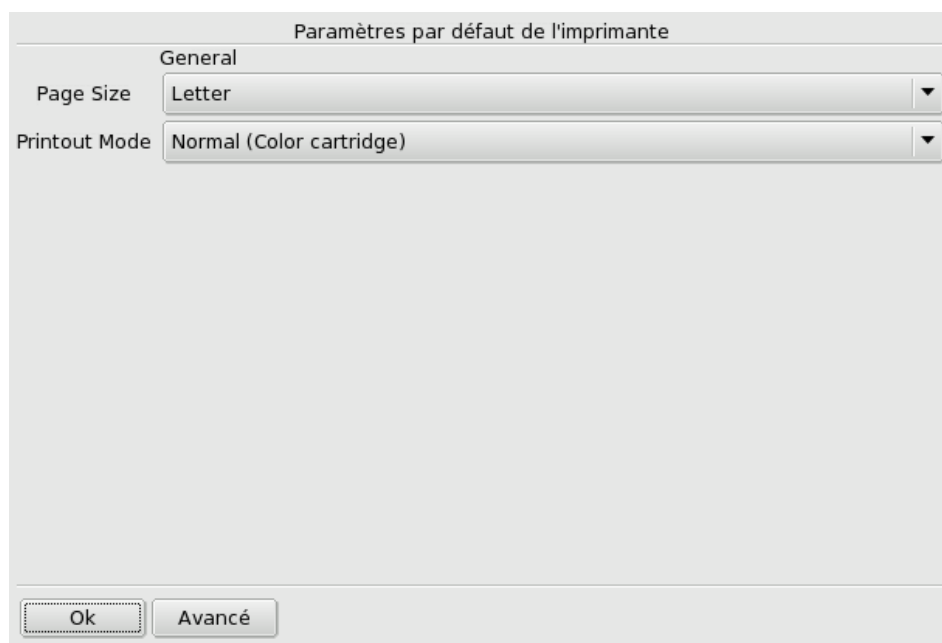 Paramètres par défaut de l'imprimante
General
Page Size Letter
Printout Mode Normal (Color cartridge)
Ok Avancé